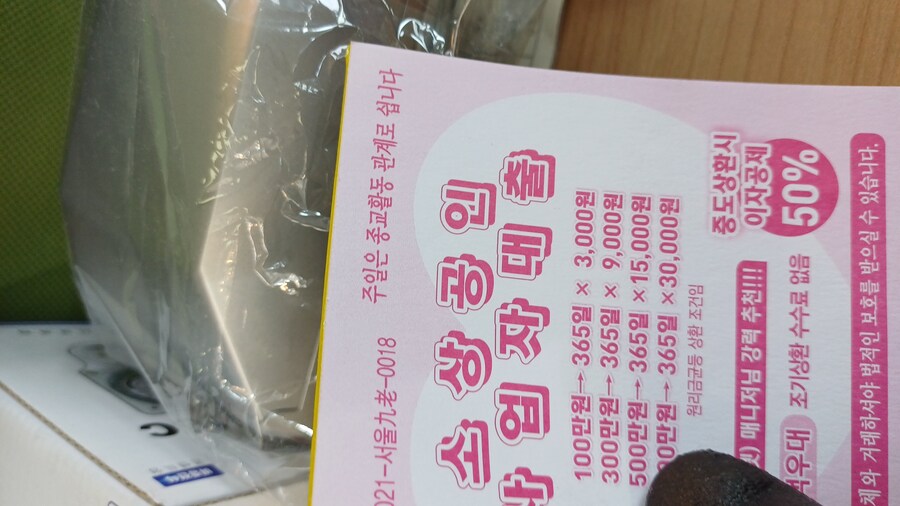 021-서울九老-0018 주일은 종교활동 관계로 쉽니다
소상공인
사업자대출
100만원→365일 × 3,000원
300만원→365일 × 9,000원
500만원→365일 ×15,000원
00만원→365일 ×30,000원
원리금균등 상환 조건임
중도상환시
이자공제
50%
) 매니저님 강력 추천!!!
우대 조기상환 수수료 없음
체와 거래하셔야 법적인 보호를 받으실 수 있습니다.